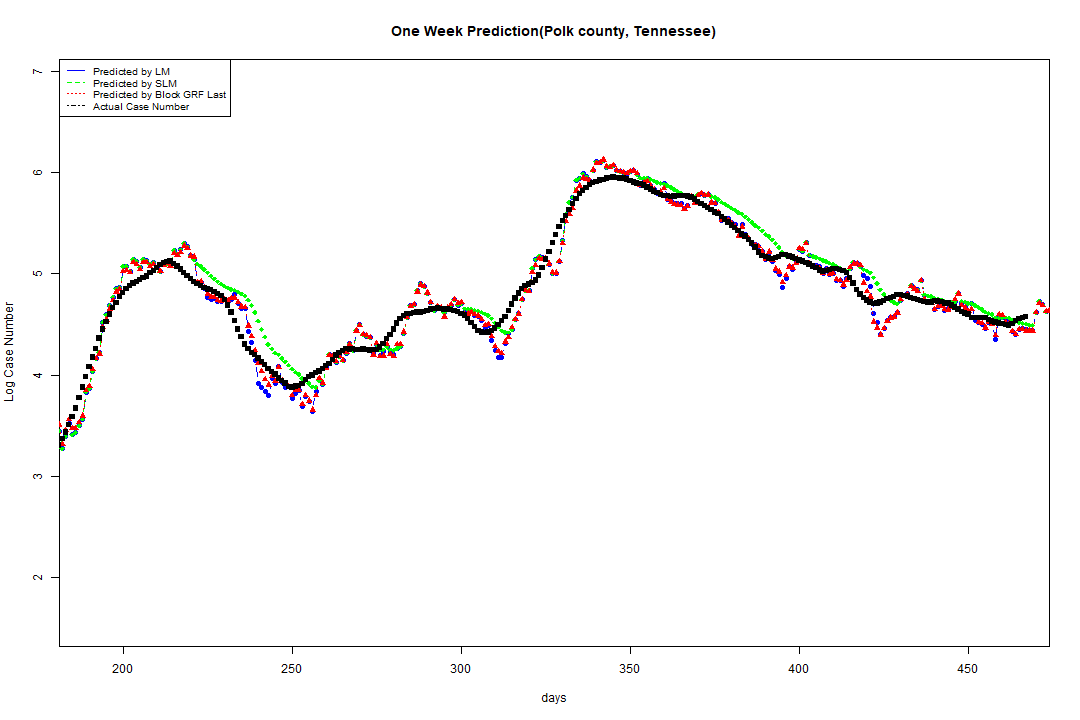 One Week Prediction(Polk county, Tennessee)
Predicted by LM
Predicted by SLM
Predicted by Block GRF Last
Actual Case Number
7
6
5
4
3
2
Log Case Number
200 250 300 350 400 450
days